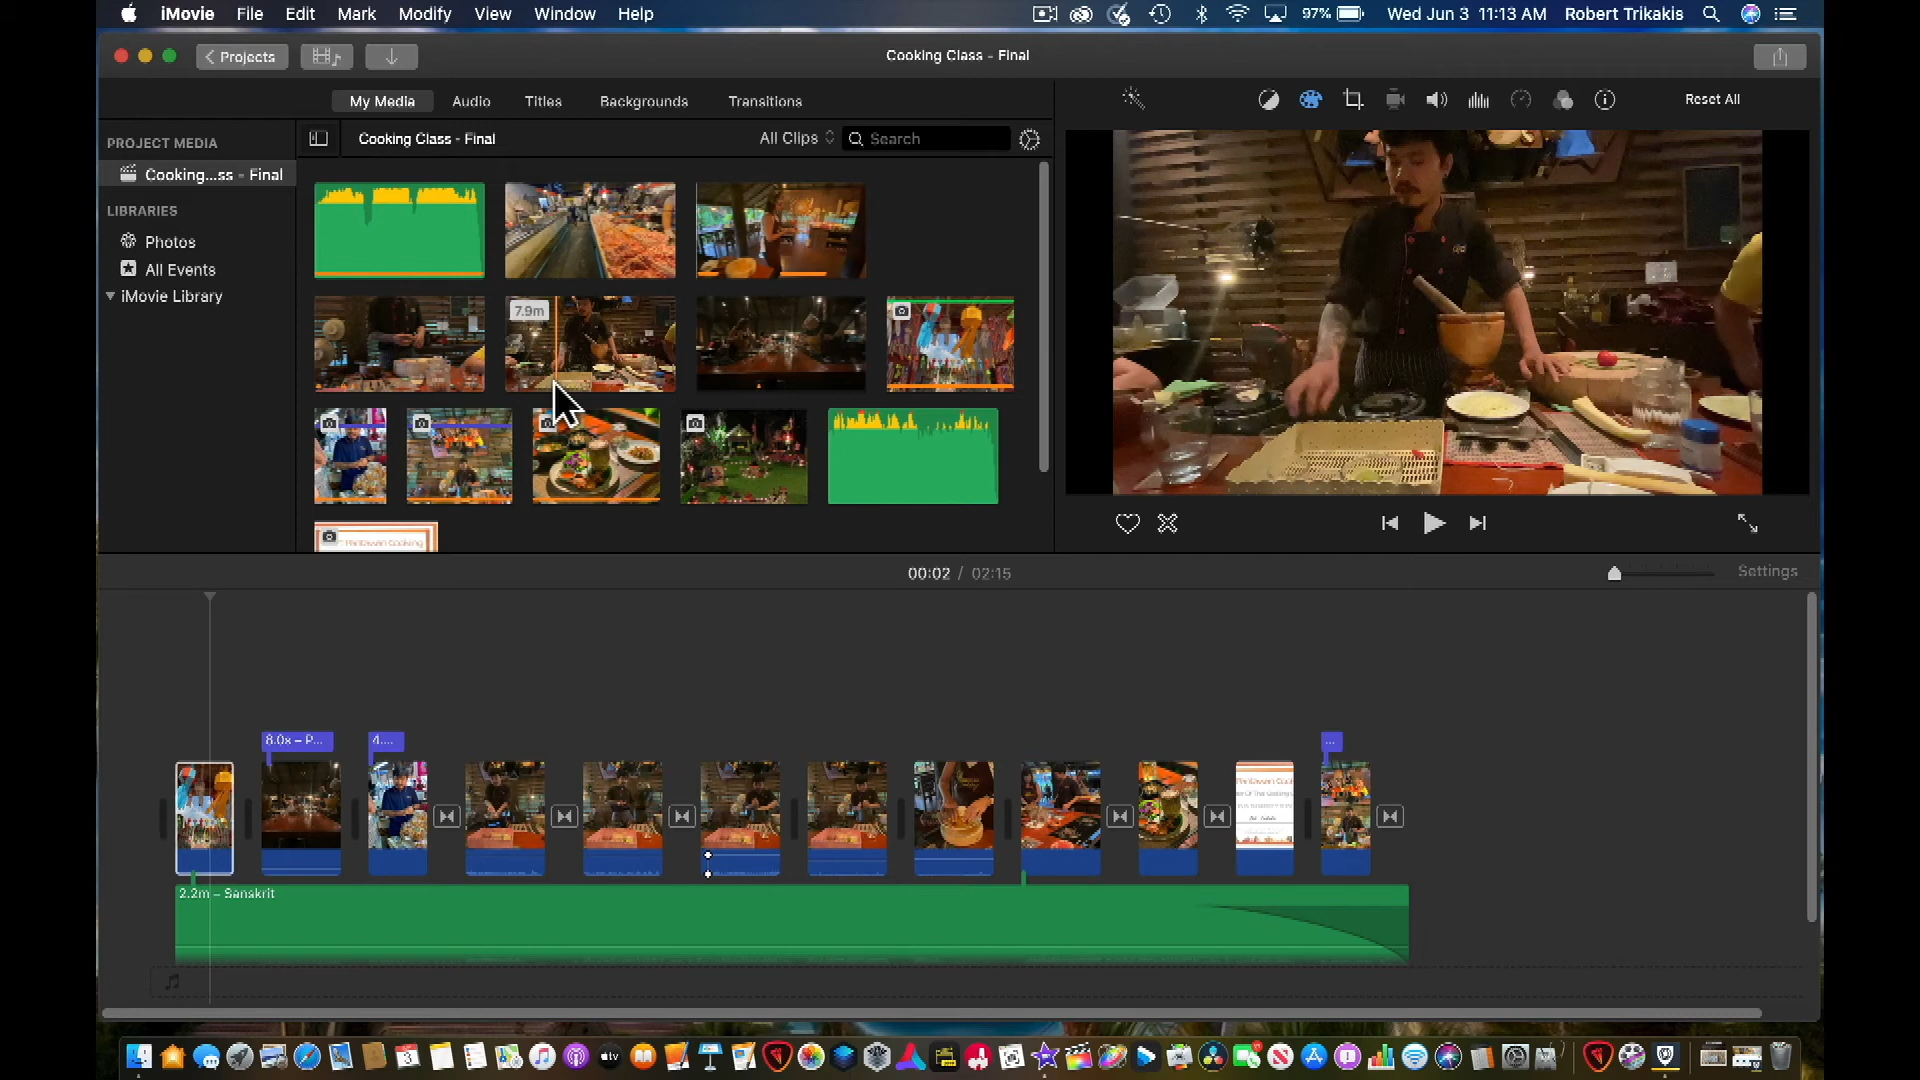 iMovie File Edit Mark Modify View Window Help 97% Wed Jun 3 11:13 AM Robert Trikakis
Projects Cooking Class - Final
My Media Audio Titles Backgrounds Transitions Reset All
PROJECT MEDIA Cooking Class - Final All Clips Search
Cooking...ss - Final
LIBRARIES
Photos
All Events
iMovie Library
7.9m
00:02 / 02:15 Settings
8.0s – P... 4.... ...
2.2m – Sanskrit